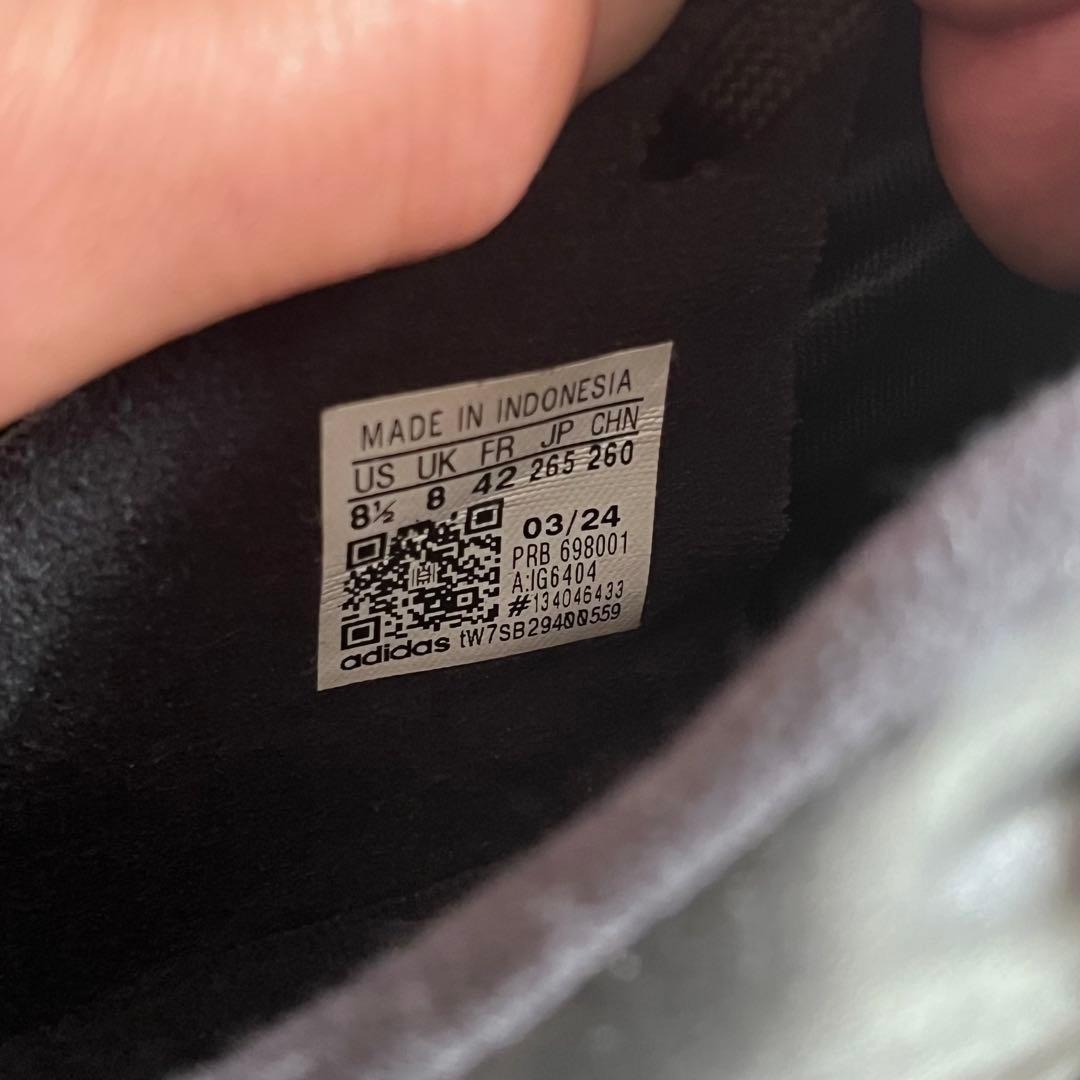 MADE IN INDONESIA
US UK FR JP CHN
8½ 8 42 265 260
03/24
PRB 698001
A:IG6404
#134046433
adidas tW7SB29400559